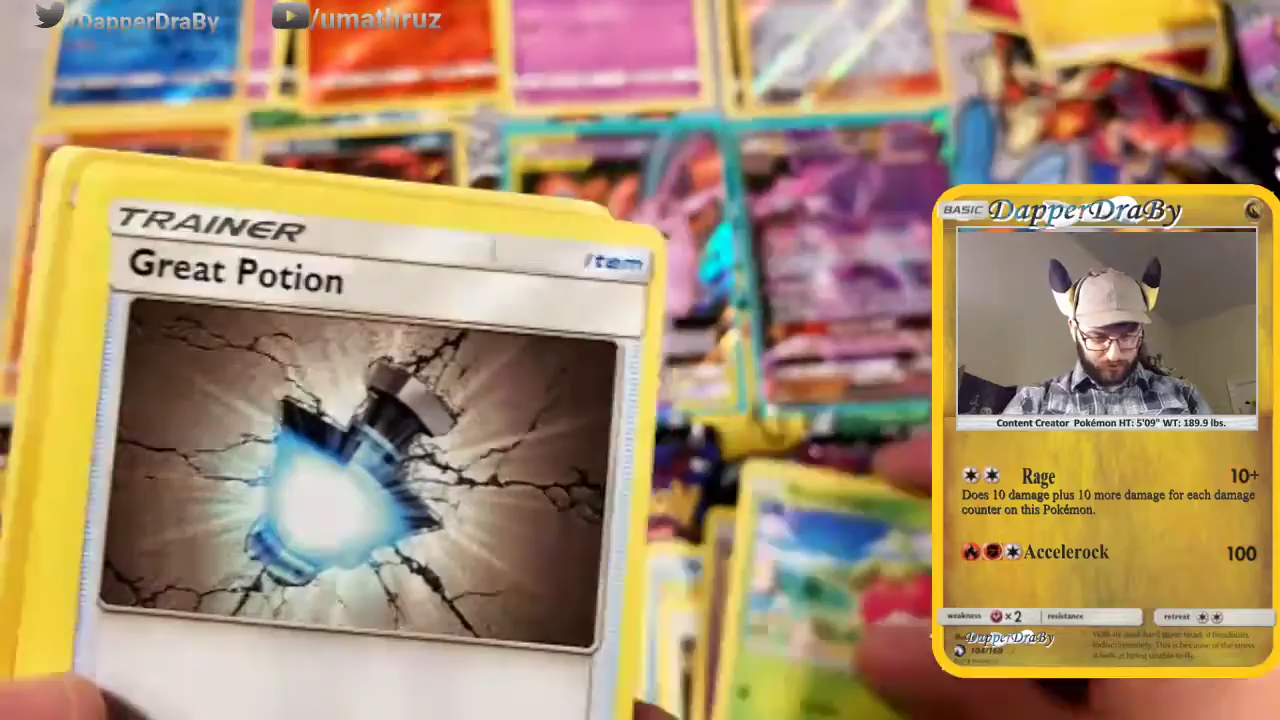 /DapperDraBy
/umathruz
TRAINER
Item
Great Potion
BASIC DapperDraBy
Content Creator Pokémon HT: 5'09" WT: 189.9 lbs.
Rage 10+
Does 10 damage plus 10 more damage for each damage
counter on this Pokémon.
Accelerock 100
weakness × 2 resistance retreat
DapperDraBy
104/168